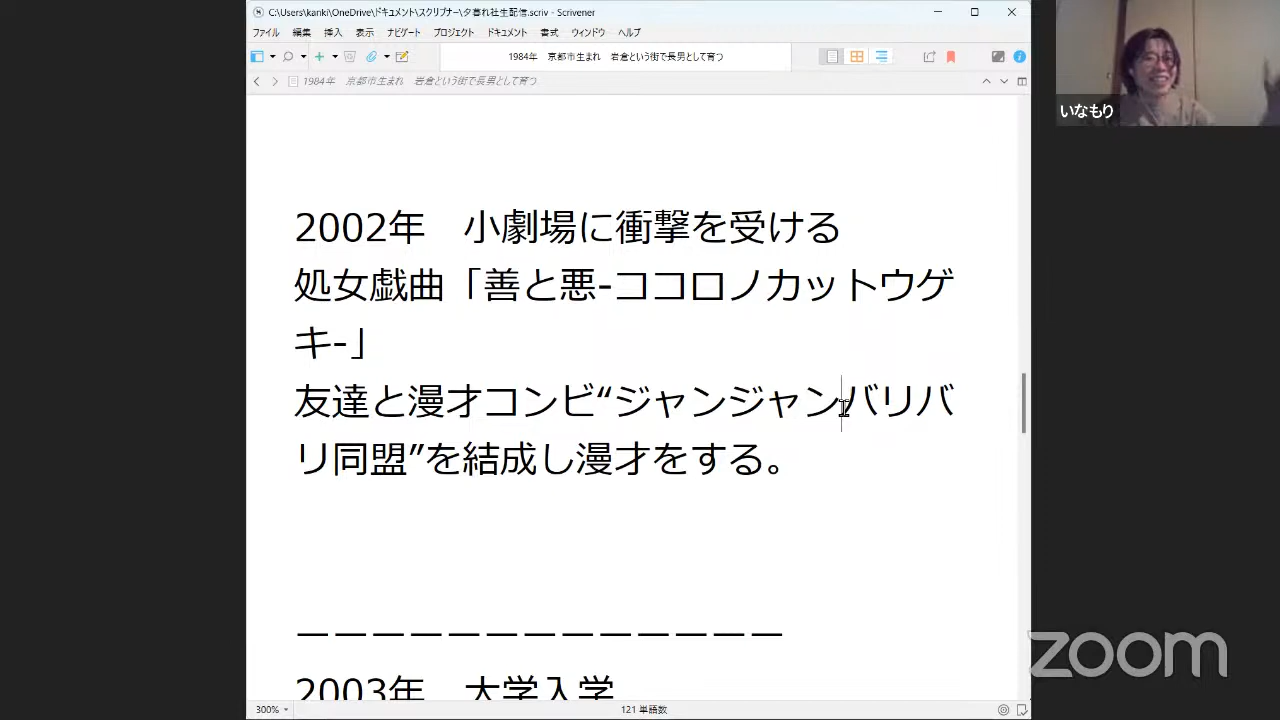 C:\Users\kanki\OneDrive\ドキュメント\スクリプナー\夕暮れ社生配信.scriv - Scrivener
ファイル 編集 挿入 表示 ナビゲート プロジェクト ドキュメント 書式 ウィンドウ ヘルプ
1984年 京都市生まれ 岩倉という街で長男として育つ
1984年 京都市生まれ 岩倉という街で長男として育つ
いなもり
2002年 小劇場に衝撃を受ける
処女戯曲「善と悪-ココロノカットウゲ
キ-」
友達と漫才コンビ“ジャンジャンバリバ
リ同盟”を結成し漫才をする。
ーーーーーーーーーーーーー
2003年 大学入学
300%
121 単語数
zoom